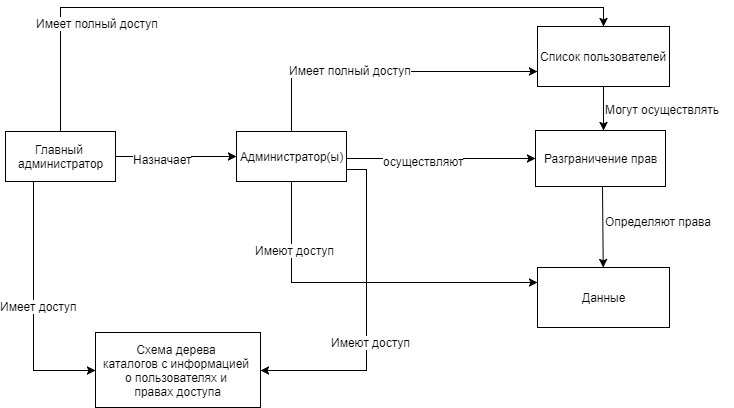 Имеет полный доступ
Список пользователей
Имеет полный доступ
Могут осуществлять
Главный
администратор
Назначает
Администратор(ы)
осуществляют
Разграничение прав
Определяют права
Имеют доступ
Данные
Имеет доступ
Имеют доступ
Схема дерева
каталогов с информацией
о пользователях и
правах доступа